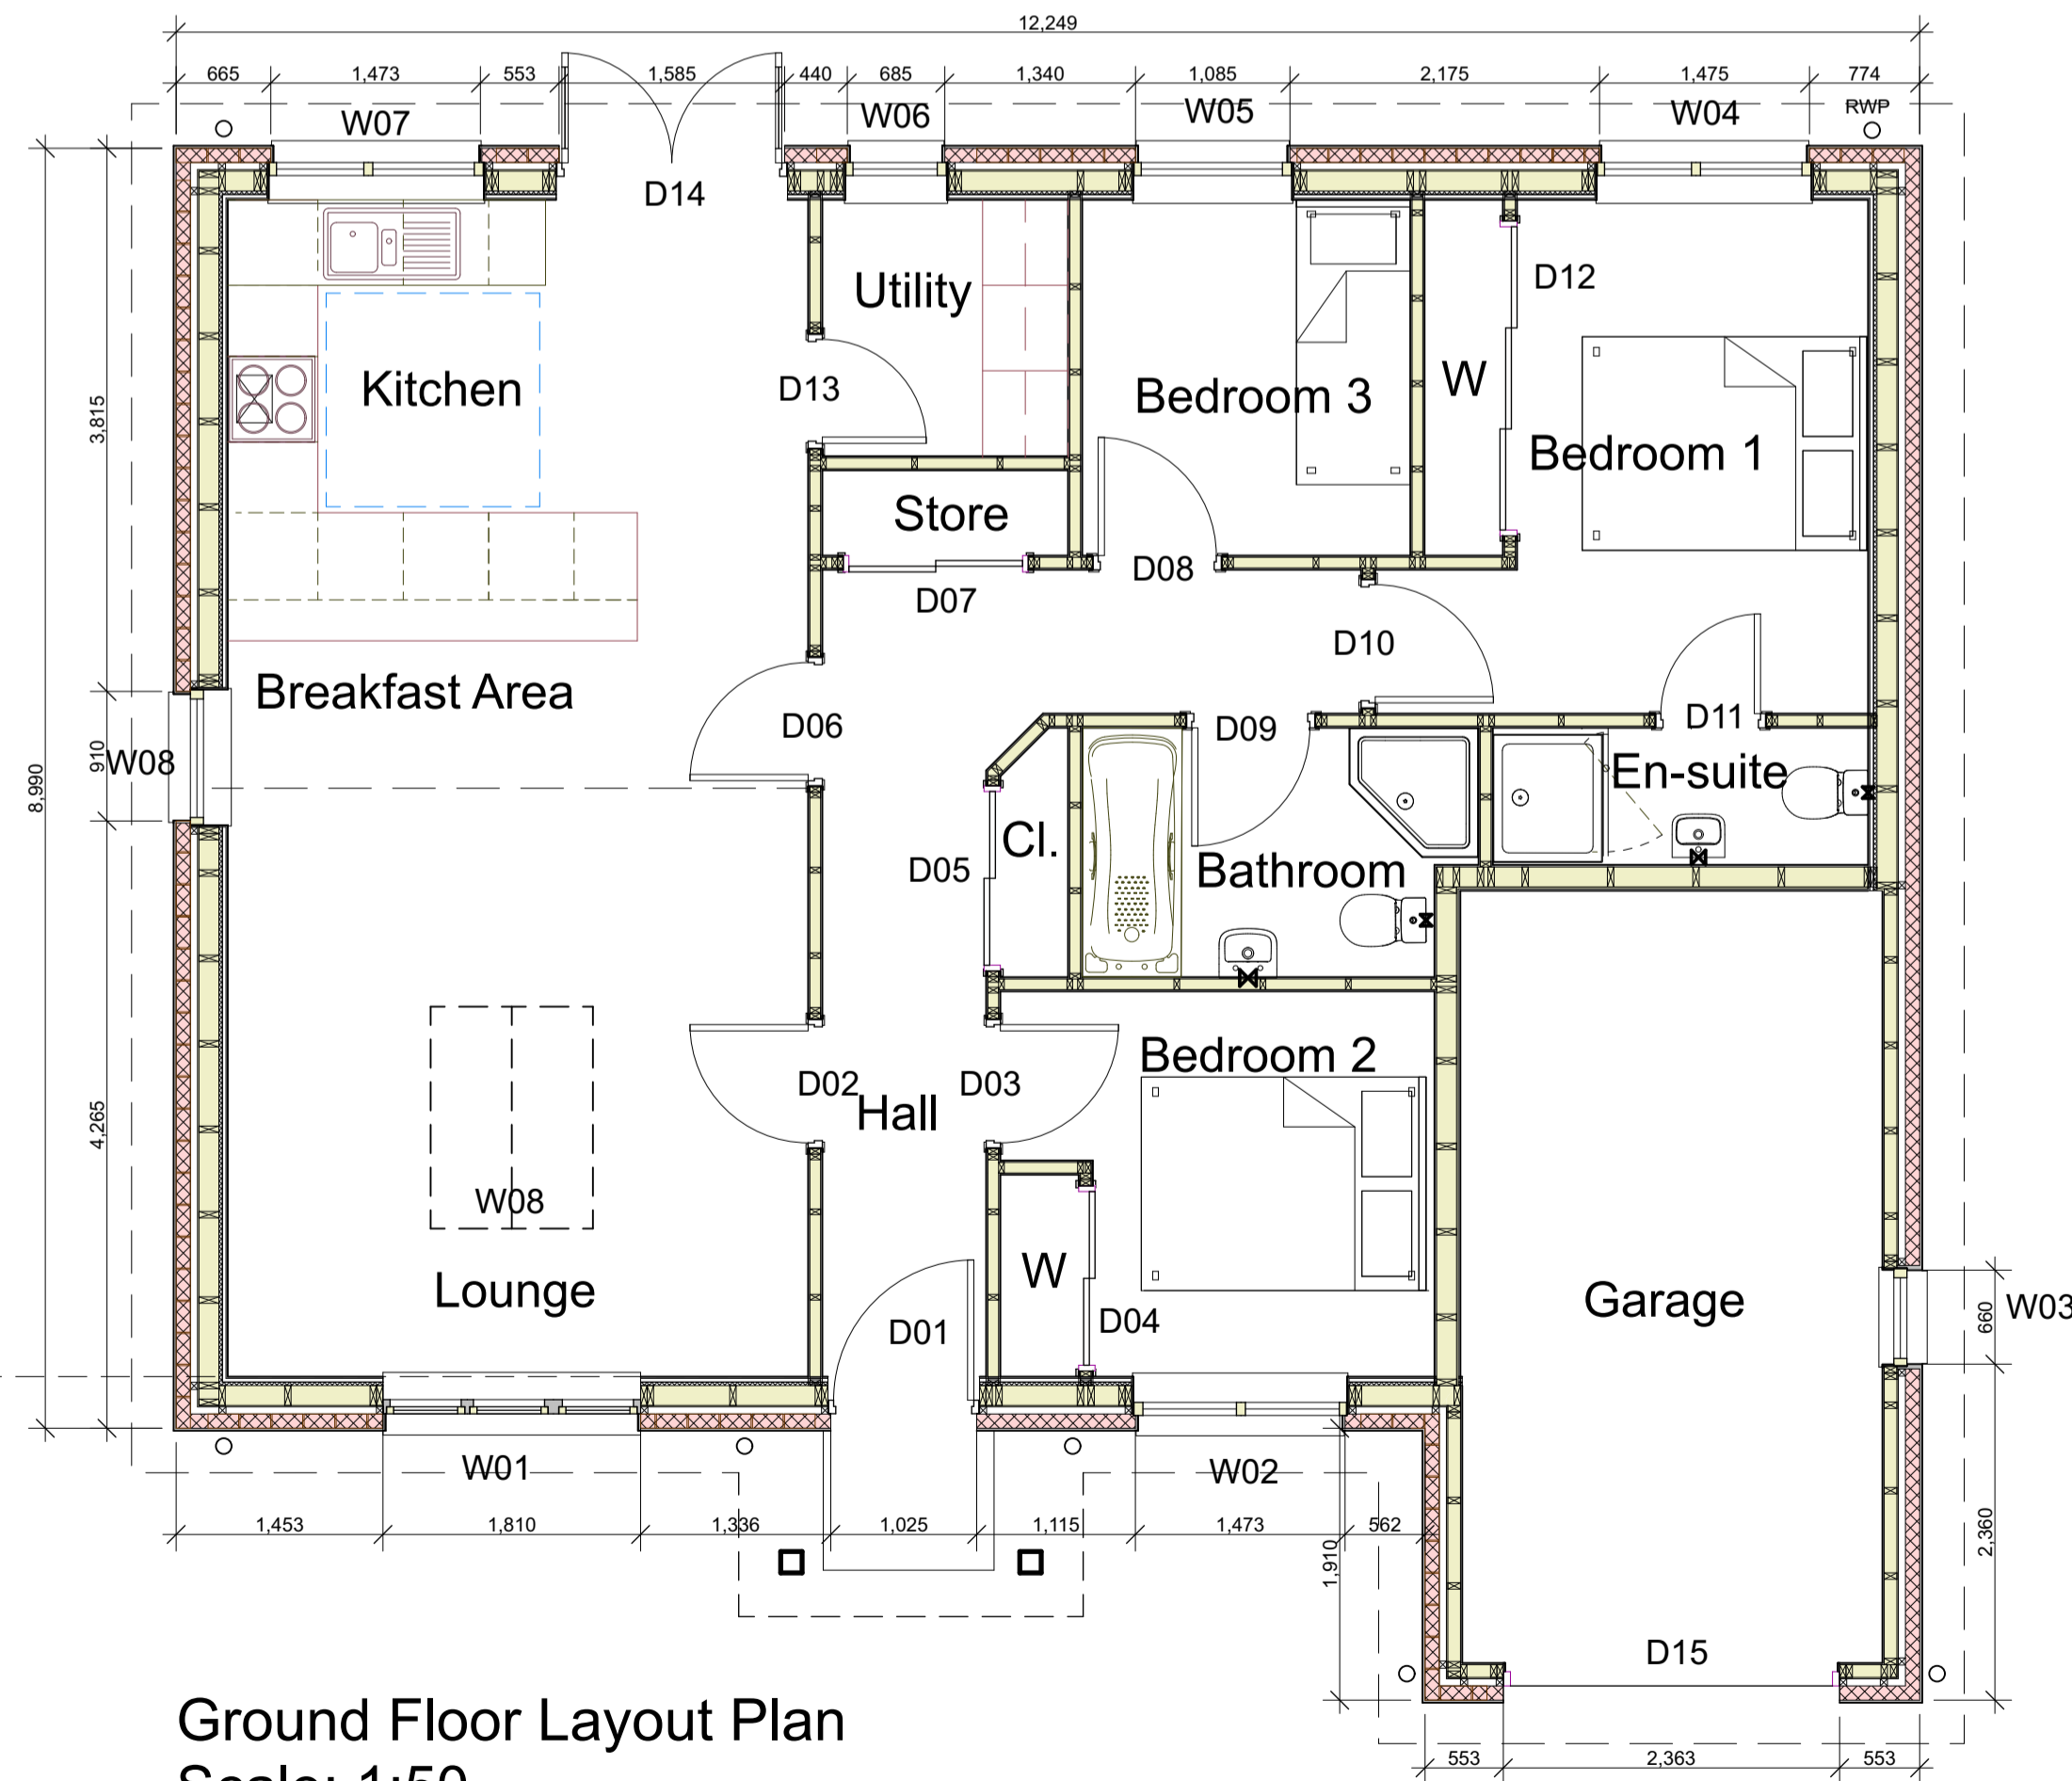 12,249
665 1,473 553 1,585 440 685 1,340 1,085 2,175 1,475 774
W07 W06 W05 W04 RWP
D14
Utility
D12
Kitchen
D13
Bedroom 3
W
Bedroom 1
3,815
Store
D08
D07
D10
Breakfast Area
D06
D09
D11
910
W08
8,990
En-suite
Cl.
D05
Bathroom
Bedroom 2
D02
D03
Hall
4,265
W08
W
Lounge
D01
D04
Garage
660
W03
W01
W02
1,453 1,810 1,336 1,025 1,115 1,473 562
1,910
2,360
D15
Ground Floor Layout Plan
Scale: 1:50
553 2,363 553